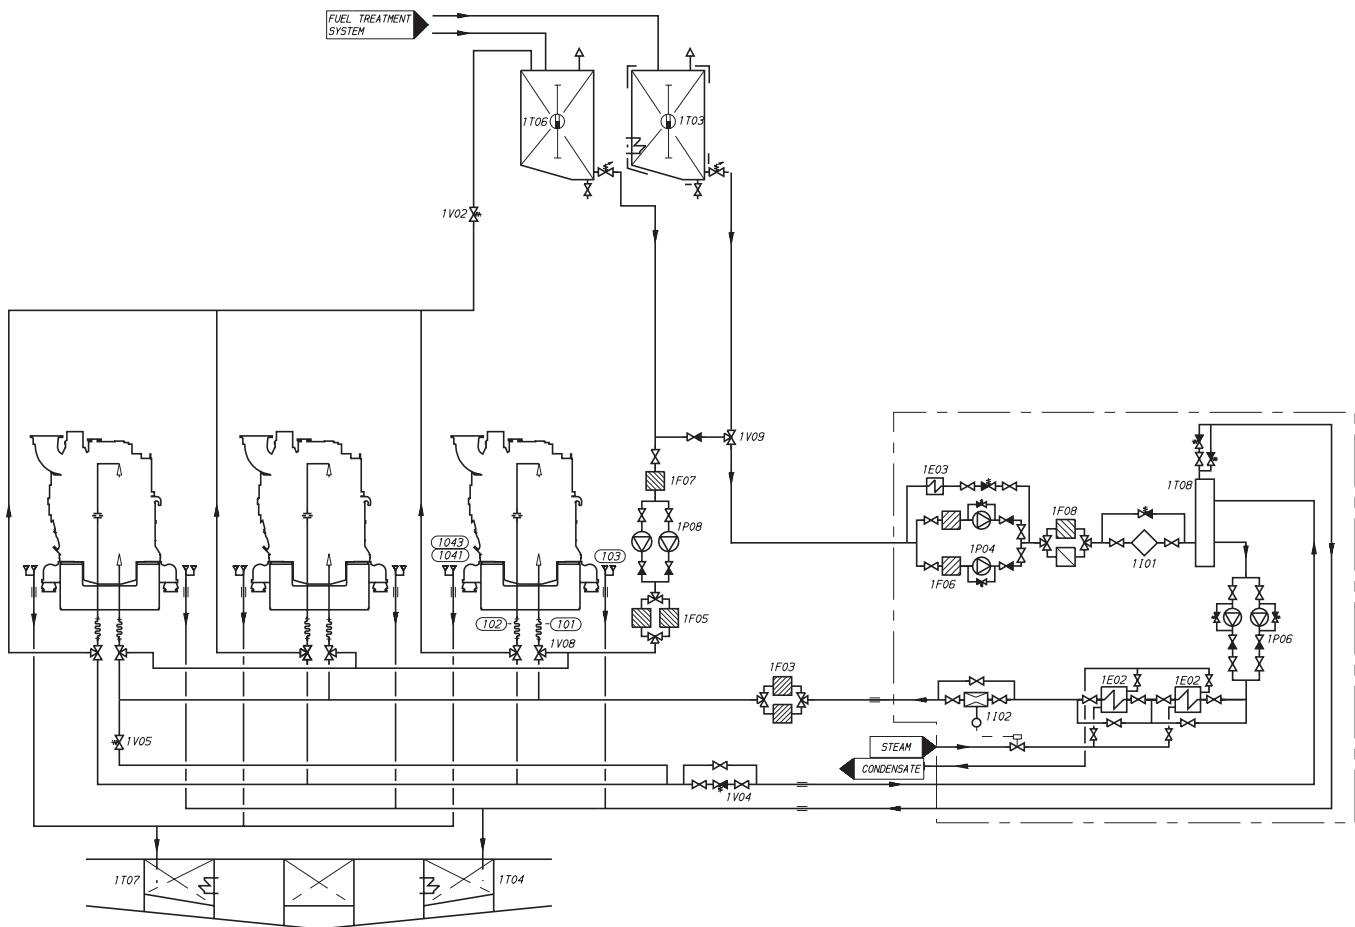 FUEL TREATMENT
SYSTEM
1T06
1T03
1V02
1V09
1E03
1F07
1T08
1F08
1P08
1043
1041
103
1P04
1I01
1F06
102
101
1F05
1V08
1P06
1F03
1E02
1E02
1I02
1V05
STEAM
CONDENSATE
1V04
1T07
1T04